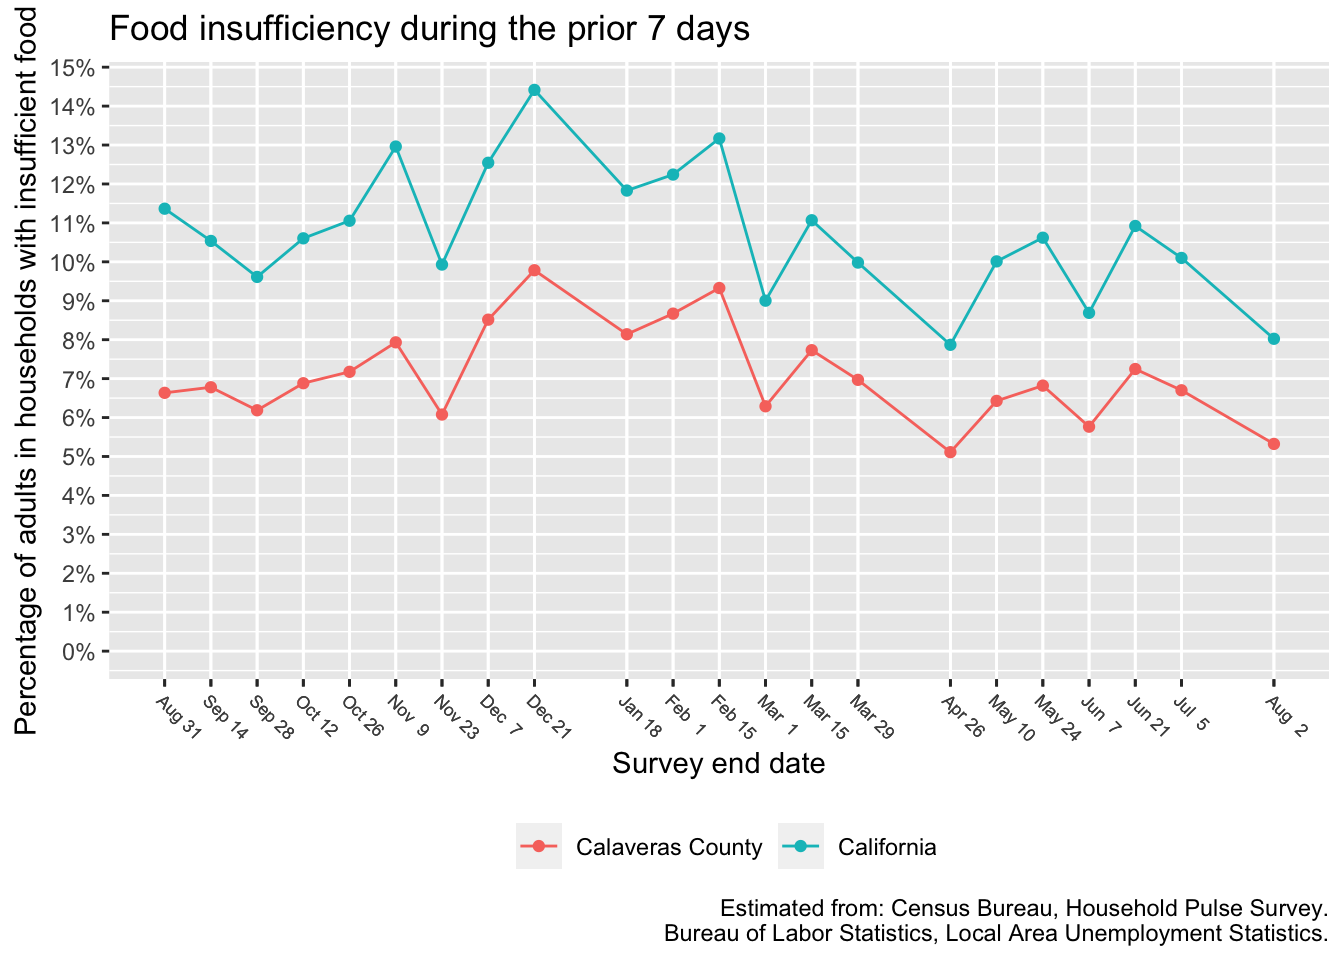 Food insufficiency during the prior 7 days
Percentage of adults in households with insufficient food
15%
14%
13%
12%
11%
10%
9%
8%
7%
6%
5%
4%
3%
2%
1%
0%
Aug 31
Sep 14
Sep 28
Oct 12
Oct 26
Nov 9
Nov 23
Dec 7
Dec 21
Jan 18
Feb 1
Feb 15
Mar 1
Mar 15
Mar 29
Apr 26
May 10
May 24
Jun 7
Jun 21
Jul 5
Aug 2
Survey end date
Calaveras County
California
Estimated from: Census Bureau, Household Pulse Survey.
Bureau of Labor Statistics, Local Area Unemployment Statistics.